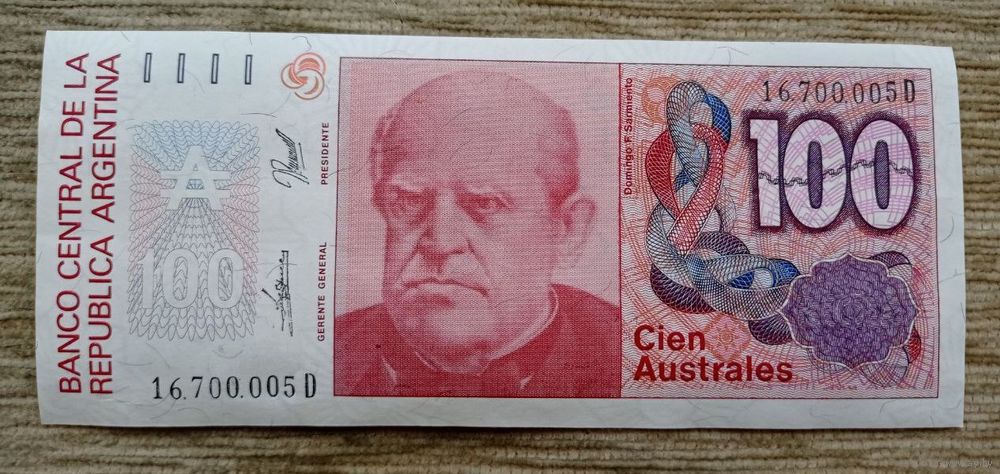 BANCO CENTRAL DE LA
REPUBLICA ARGENTINA
A
100
16.700.005 D
PRESIDENTE
GERENTE GENERAL
Domingo F. Sarmiento
16.700.005 D
100
Cien
Australes